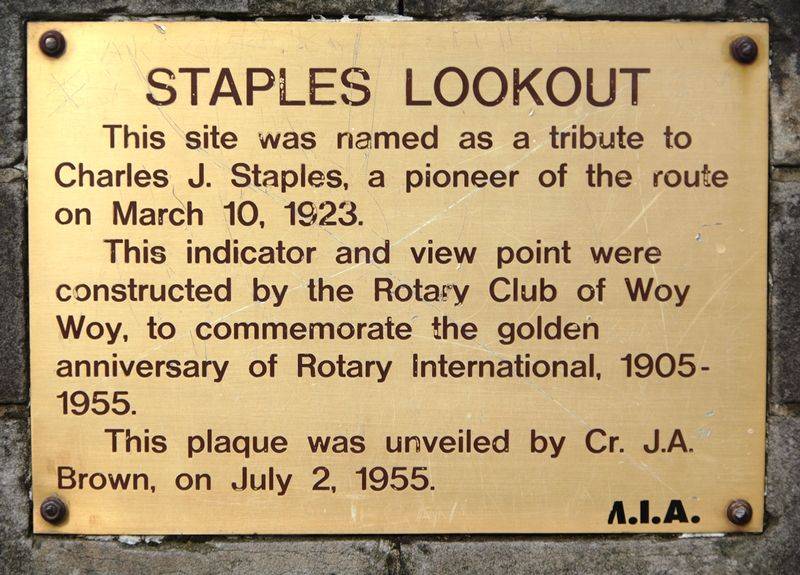 STAPLES LOOKOUT
This site was named as a tribute to
Charles J. Staples, a pioneer of the route
on March 10, 1923.
This indicator and view point were
constructed by the Rotary Club of Woy
Woy, to commemorate the golden
anniversary of Rotary International, 1905-
1955.
This plaque was unveiled by Cr. J.A.
Brown, on July 2, 1955.